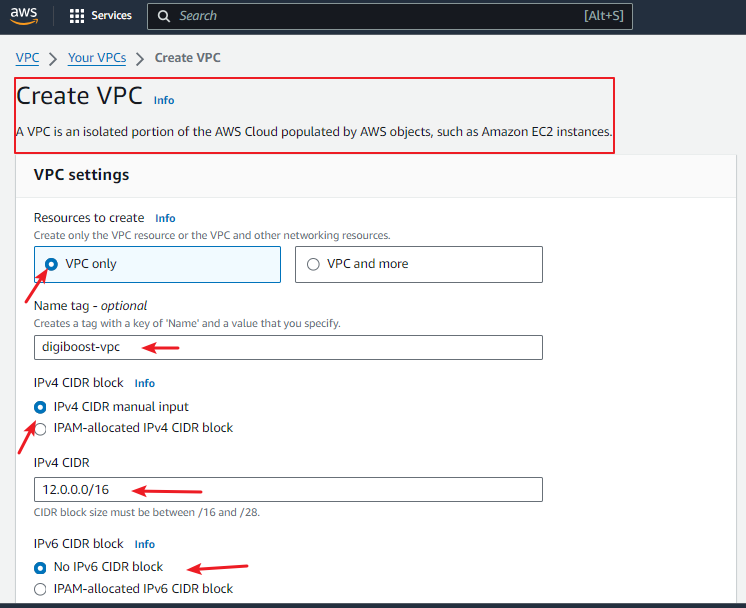 aws Services Search [Alt+S]
VPC > Your VPCs > Create VPC
Create VPC Info
A VPC is an isolated portion of the AWS Cloud populated by AWS objects, such as Amazon EC2 instances.
VPC settings
Resources to create Info
Create only the VPC resource or the VPC and other networking resources.
VPC only VPC and more
Name tag - optional
Creates a tag with a key of 'Name' and a value that you specify.
digiboost-vpc
IPv4 CIDR block Info
IPv4 CIDR manual input
IPAM-allocated IPv4 CIDR block
IPv4 CIDR
12.0.0.0/16
CIDR block size must be between /16 and /28.
IPv6 CIDR block Info
No IPv6 CIDR block
IPAM-allocated IPv6 CIDR block